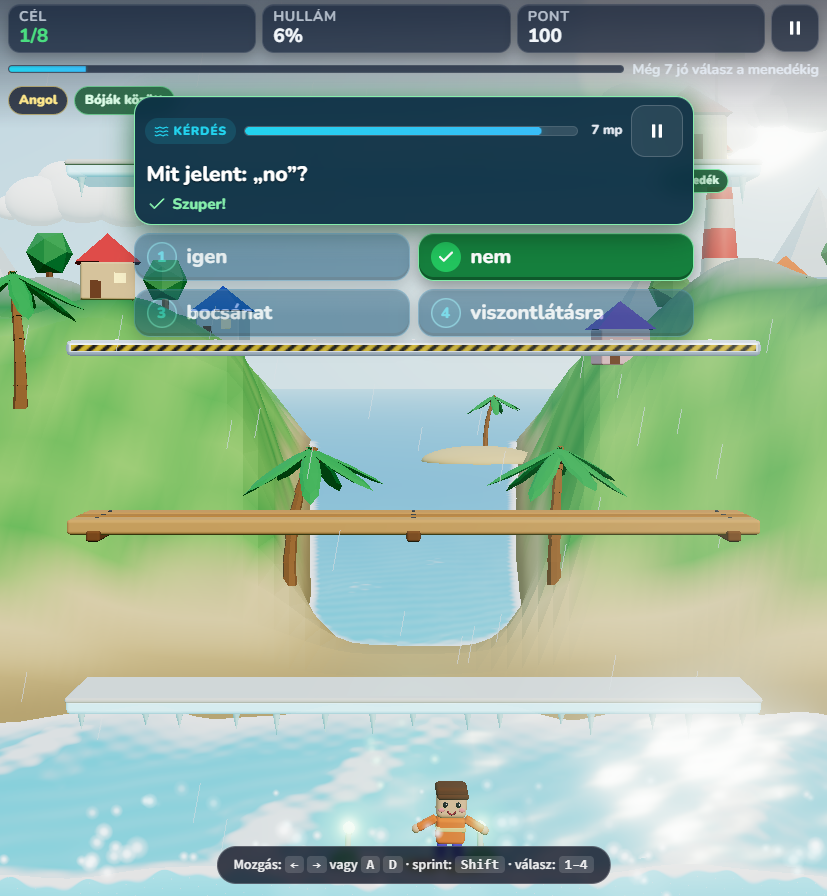 CÉL
1/8
HULLÁM
6%
PONT
100
Még 7 jó válasz a menedékig
Angol
Bóják
KÉRDÉS
7 mp
Mit jelent: „no”?
Szuper!
1 igen
nem
3 bocsánat
4 viszontlátásra
Mozgás: ← → vagy A D · sprint: Shift · válasz: 1–4